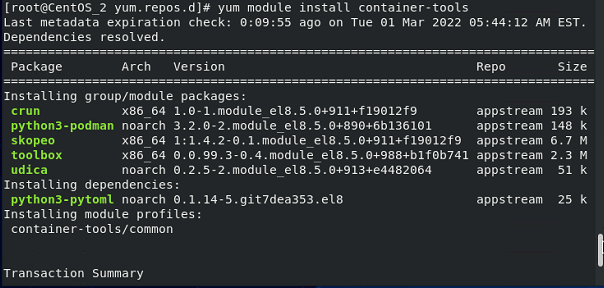 [root@CentOS_2 yum.repos.d]# yum module install container-tools
Last metadata expiration check: 0:09:55 ago on Tue 01 Mar 2022 05:44:12 AM EST.
Dependencies resolved.
================================================================================
Package Arch Version Repo Size
================================================================================
Installing group/module packages:
crun x86_64 1.0-1.module_el8.5.0+911+f19012f9 appstream 193 k
python3-podman noarch 3.2.0-2.module_el8.5.0+890+6b136101 appstream 148 k
skopeo x86_64 1:1.4.2-0.1.module_el8.5.0+911+f19012f9 appstream 6.7 M
toolbox x86_64 0.0.99.3-0.4.module_el8.5.0+988+b1f0b741 appstream 2.3 M
udica noarch 0.2.5-2.module_el8.5.0+913+e4482064 appstream 51 k
Installing dependencies:
python3-pytoml noarch 0.1.14-5.git7dea353.el8 appstream 25 k
Installing module profiles:
container-tools/common
Transaction Summary